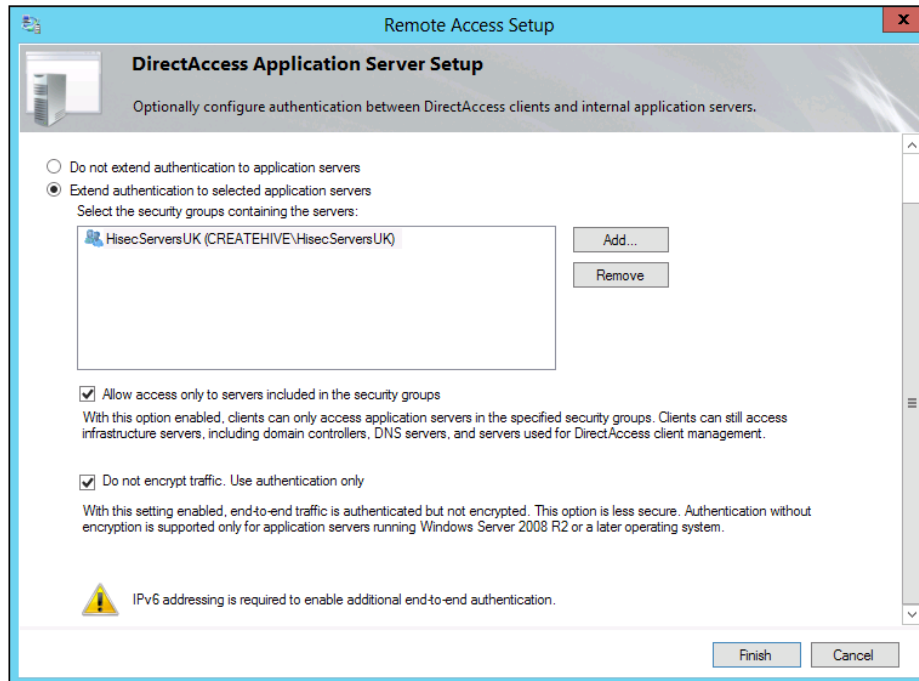 Remote Access Setup
x
DirectAccess Application Server Setup
Optionally configure authentication between DirectAccess clients and internal application servers.
Do not extend authentication to application servers
Extend authentication to selected application servers
Select the security groups containing the servers:
HisecServersUK (CREATEHIVE\HisecServersUK)
Add...
Remove
Allow access only to servers included in the security groups
With this option enabled, clients can only access application servers in the specified security groups. Clients can still access
infrastructure servers, including domain controllers, DNS servers, and servers used for DirectAccess client management.
Do not encrypt traffic. Use authentication only
With this setting enabled, end-to-end traffic is authenticated but not encrypted. This option is less secure. Authentication without
encryption is supported only for application servers running Windows Server 2008 R2 or a later operating system.
IPv6 addressing is required to enable additional end-to-end authentication.
Finish
Cancel